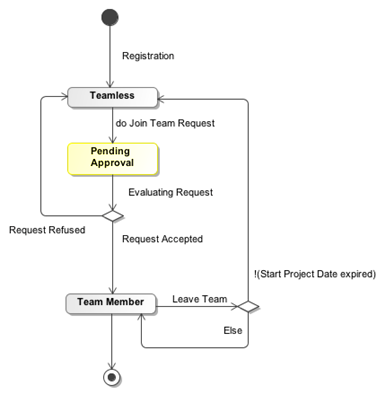 Registration
Teamless
do Join Team Request
Pending
Approval
Evaluating Request
Request Refused
Request Accepted
!(Start Project Date expired)
Team Member
Leave Team
Else